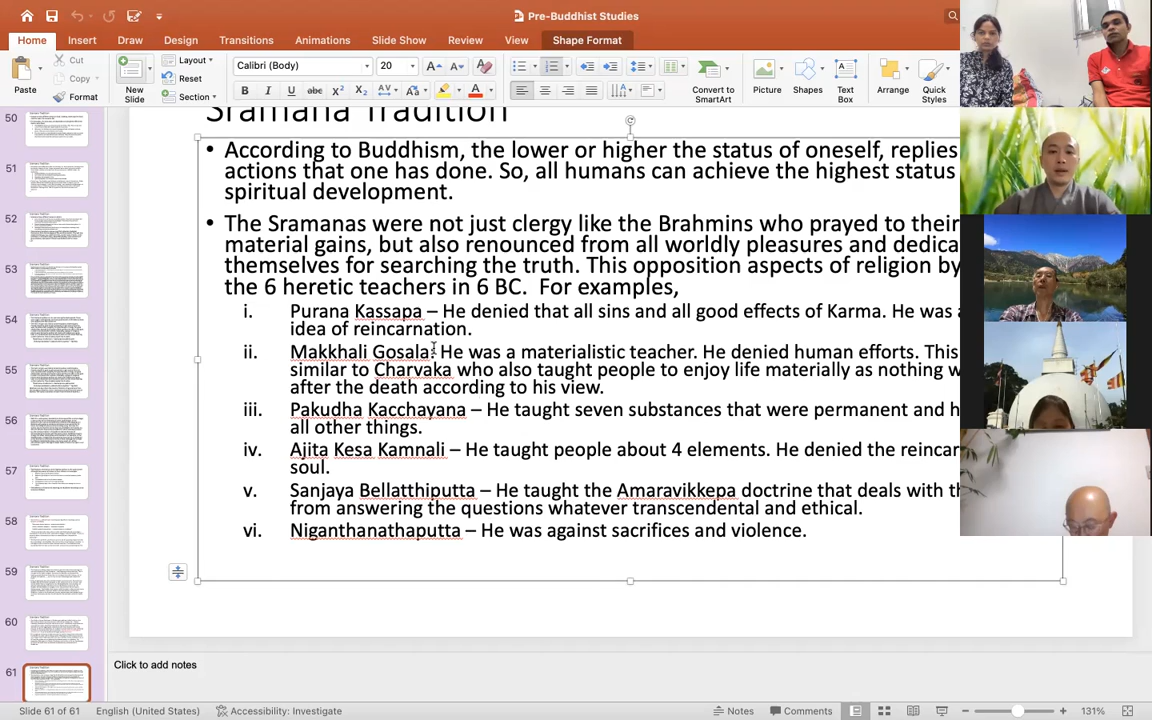 Pre-Buddhist Studies
Home Insert Draw Design Transitions Animations Slide Show Review View Shape Format
Paste
Cut
Copy
Format
New Slide
Layout
Reset
Section
Calibri (Body) 20
B I U abc X² X₂ AV Aa A
Convert to SmartArt
Picture
Shapes
Text Box
Arrange
Quick Styles
50
51
52
53
54
55
56
57
58
59
60
61
Sramana Tradition
• According to Buddhism, the lower or higher the status of oneself, replies
actions that one has done. So, all humans can achieve the highest status
spiritual development.
• The Sramanas were not just clergy like the Brahmins who prayed to their
material gains, but also renounced from all worldly pleasures and dedica
themselves for searching the truth. This opposition aspects of religion by
the 6 heretic teachers in 6 BC. For examples,
i. Purana Kassapa – He denied that all sins and all good effects of Karma. He was
idea of reincarnation.
ii. Makkhali Gosala: He was a materialistic teacher. He denied human efforts. This
similar to Charvaka who also taught people to enjoy life materially as nothing w
after the death according to his view.
iii. Pakudha Kacchayana – He taught seven substances that were permanent and h
all other things.
iv. Ajita Kesa Kamnali – He taught people about 4 elements. He denied the reincar
soul.
v. Sanjaya Bellatthiputta – He taught the Amaravikkepa doctrine that deals with th
from answering the questions whatever transcendental and ethical.
vi. Niganthanathaputta – He was against sacrifices and violence.
Click to add notes
Slide 61 of 61 English (United States) Accessibility: Investigate Notes Comments 131%